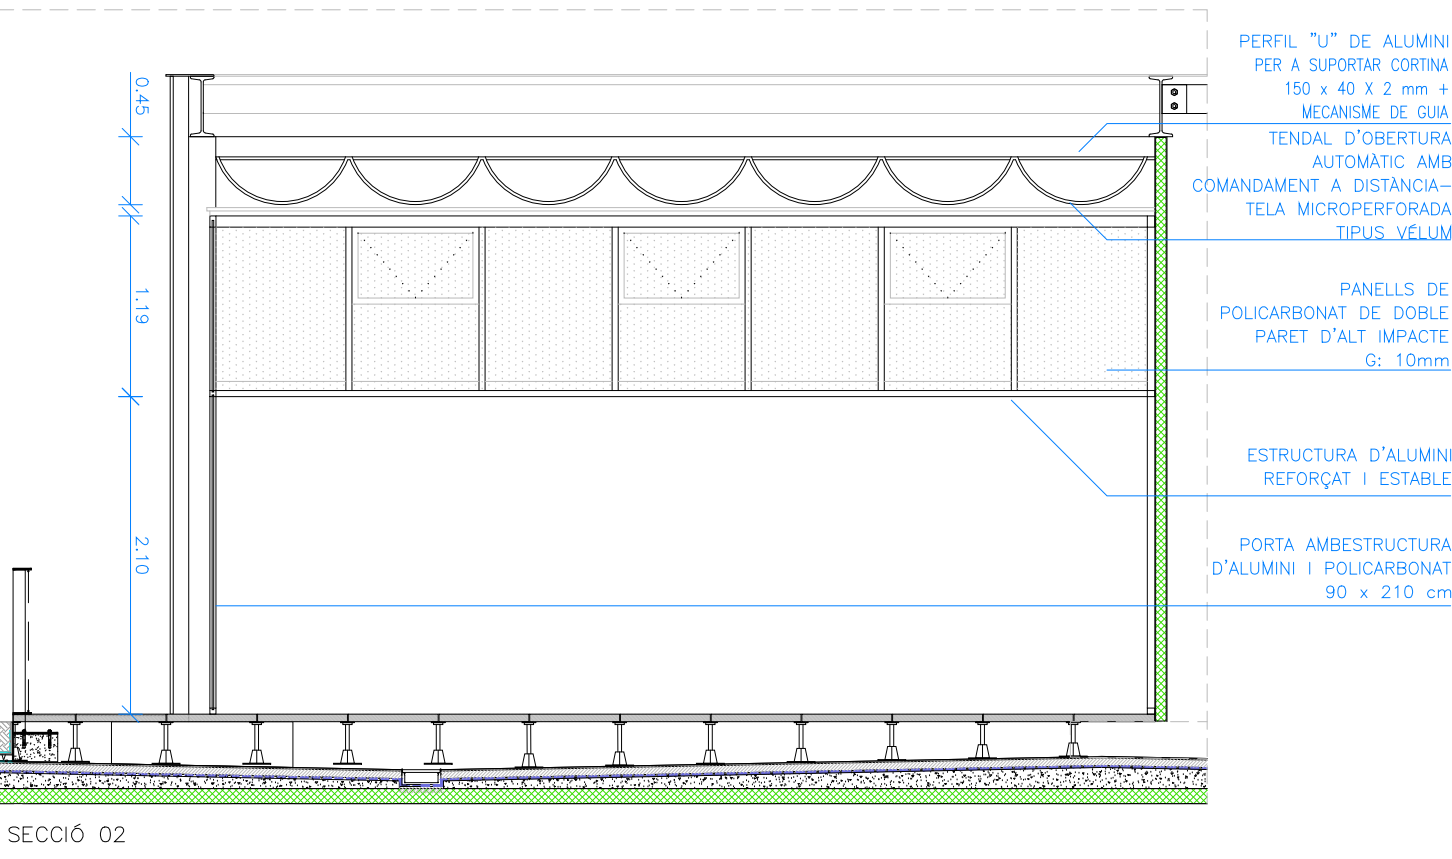 PERFIL "U" DE ALUMINI
PER A SUPORTAR CORTINA
150 x 40 X 2 mm +
MECANISME DE GUIA
TENDAL D'OBERTURA
AUTOMÀTIC AMB
COMANDAMENT A DISTÀNCIA-
TELA MICROPERFORADA
TIPUS VÉLUM
PANELLS DE
POLICARBONAT DE DOBLE
PARET D'ALT IMPACTE
G: 10mm
ESTRUCTURA D'ALUMINI
REFORÇAT I ESTABLE
PORTA AMBESTRUCTURA
D'ALUMINI I POLICARBONAT
90 x 210 cm
0.45
1.19
2.10
SECCIÓ 02